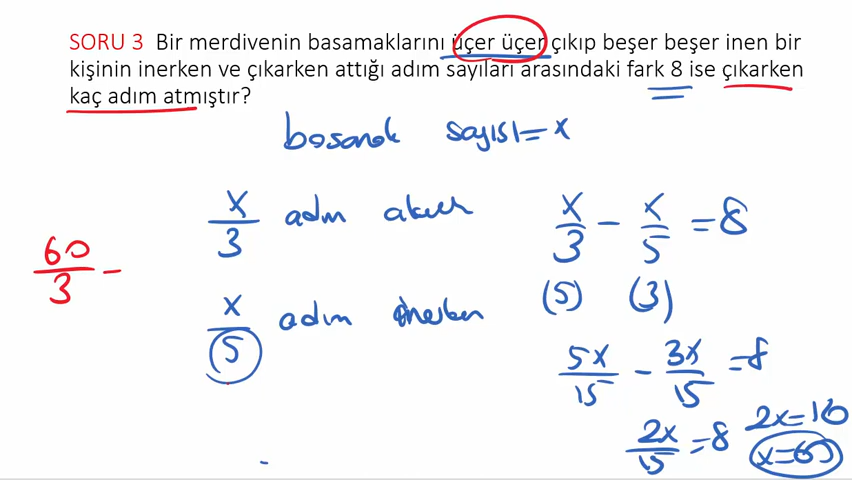 SORU 3 Bir merdivenin basamaklarını üçer üçer çıkıp beşer beşer inen bir
kişinin inerken ve çıkarken attığı adım sayıları arasındaki fark 8 ise çıkarken
kaç adım atmıştır?
basamak sayısı = x
x/3 adım
x/3 - x/5 = 8
(5) (3)
60/3 =
x/5 adım inerken
5x/15 - 3x/15 = 8
2x/15 = 8
x=60